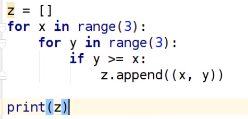 z = []
for x in range(3):
    for y in range(3):
        if y >= x:
            z.append((x, y))

print(z)